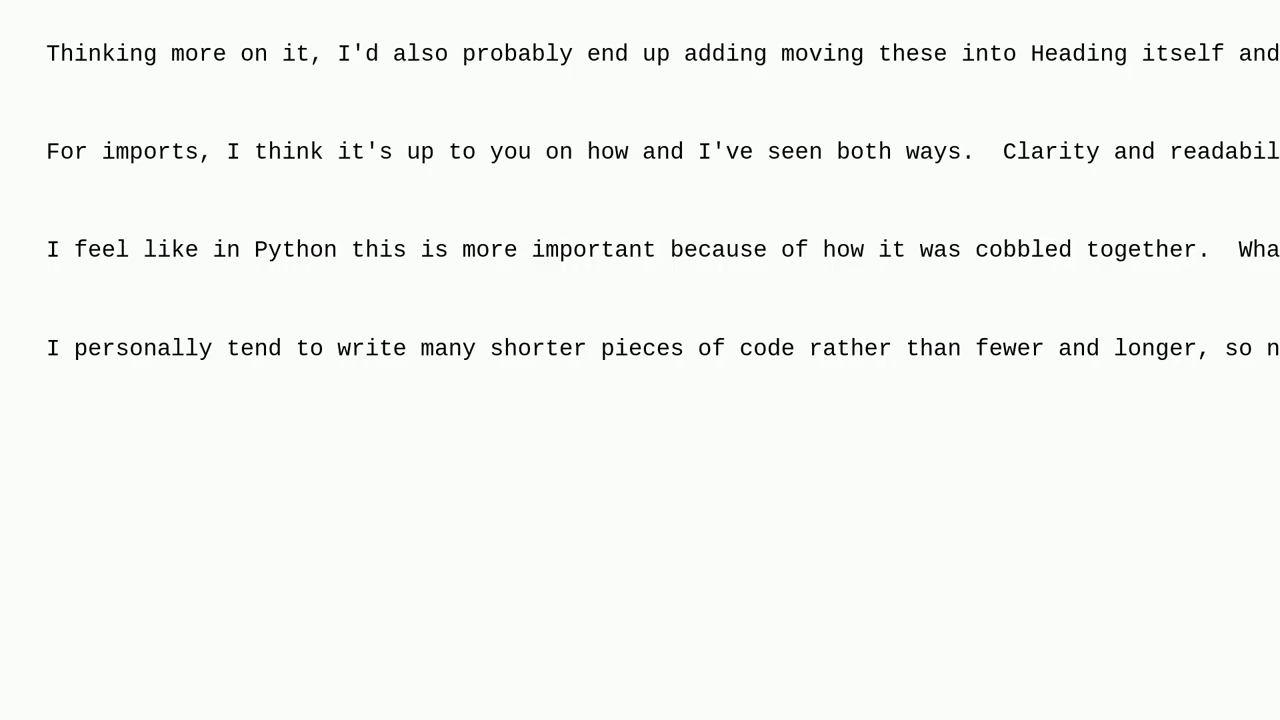 Thinking more on it, I'd also probably end up adding moving these into Heading itself and
For imports, I think it's up to you on how and I've seen both ways.  Clarity and readabil
I feel like in Python this is more important because of how it was cobbled together.  Wha
I personally tend to write many shorter pieces of code rather than fewer and longer, so n